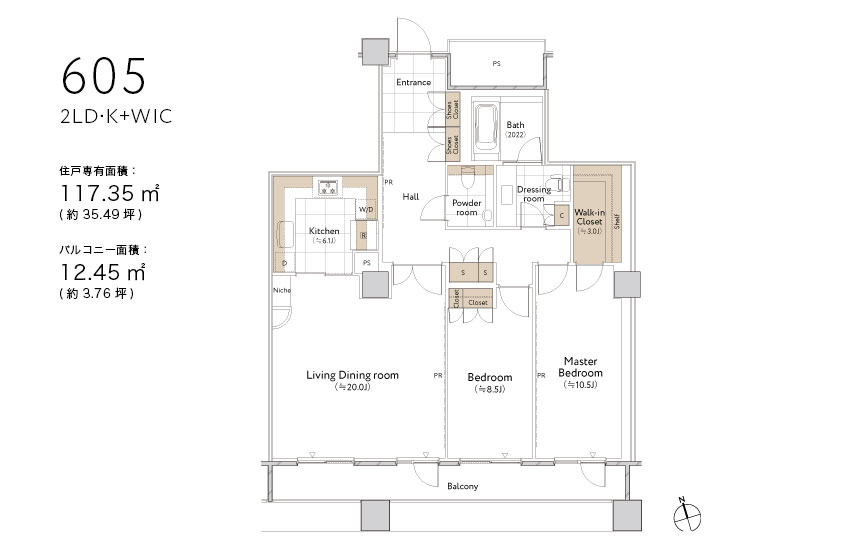 605
2LD·K+WIC
住戸専有面積：
117.35 ㎡
( 約 35.49 坪 )
バルコニー面積：
12.45 ㎡
( 約 3.76 坪 )
Entrance
PS
Shoes
Closet
Shoes
Closet
Bath
(2022)
PR
Hall
Powder
room
Dressing
room
C
Walk-in
Closet
(≒3.0J)
Shelf
Kitchen
(≒6.1J)
W/D
R
D
PS
S
S
Niche
Closet
Closet
Living Dining room
(≒20.0J)
PR
Bedroom
(≒8.5J)
PR
Master
Bedroom
(≒10.5J)
Balcony
N